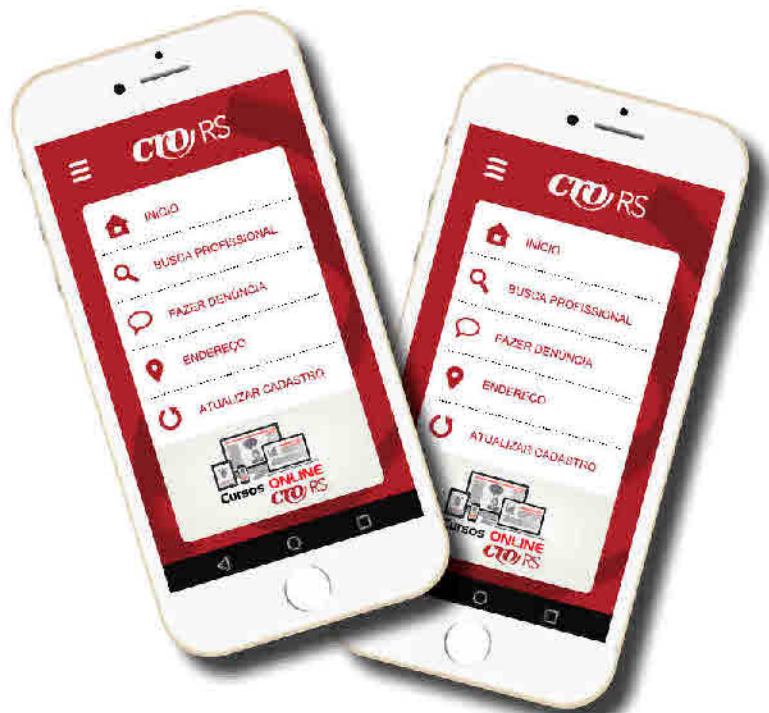 CRO RS
INÍCIO
BUSCA PROFISSIONAL
FAZER DENÚNCIA
ENDEREÇO
ATUALIZAR CADASTRO
Cursos ONLINE
CRO RS
CRO RS
INÍCIO
BUSCA PROFISSIONAL
FAZER DENÚNCIA
ENDEREÇO
ATUALIZAR CADASTRO
Cursos ONLINE
CRO RS